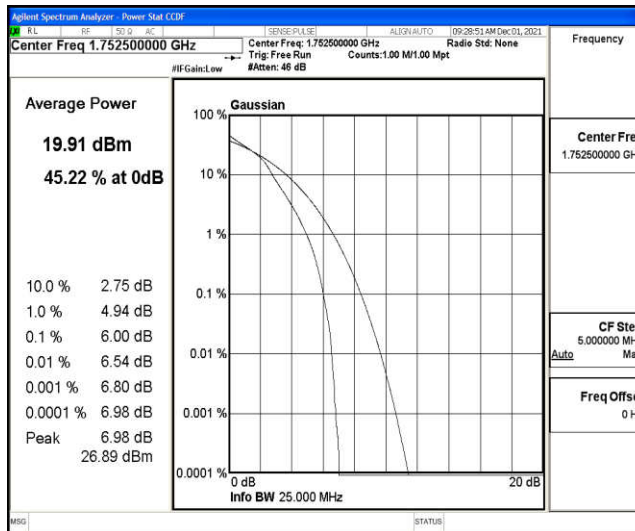 Agilent Spectrum Analyzer - Power Stat CCDF
RL RF 50 Ω AC SENSE:PULSE ALIGN AUTO 09:28:51 AM Dec 01, 2021
Center Freq 1.752500000 GHz
Center Freq: 1.752500000 GHz Radio Std: None
Trig: Free Run Counts:1.00 M/1.00 Mpt
#IFGain:Low #Atten: 46 dB
Frequency
Average Power
19.91 dBm
45.22 % at 0dB
10.0 % 2.75 dB
1.0 % 4.94 dB
0.1 % 6.00 dB
0.01 % 6.54 dB
0.001 % 6.80 dB
0.0001 % 6.98 dB
Peak 6.98 dB
26.89 dBm
Gaussian
100 %
10 %
1 %
0.1 %
0.01 %
0.001 %
0.0001 %
0 dB 20 dB
Info BW 25.000 MHz
Center Fre
1.752500000 GH
CF Ste
5.000000 MH
Auto Ma
Freq Offse
0 H
MSG STATUS